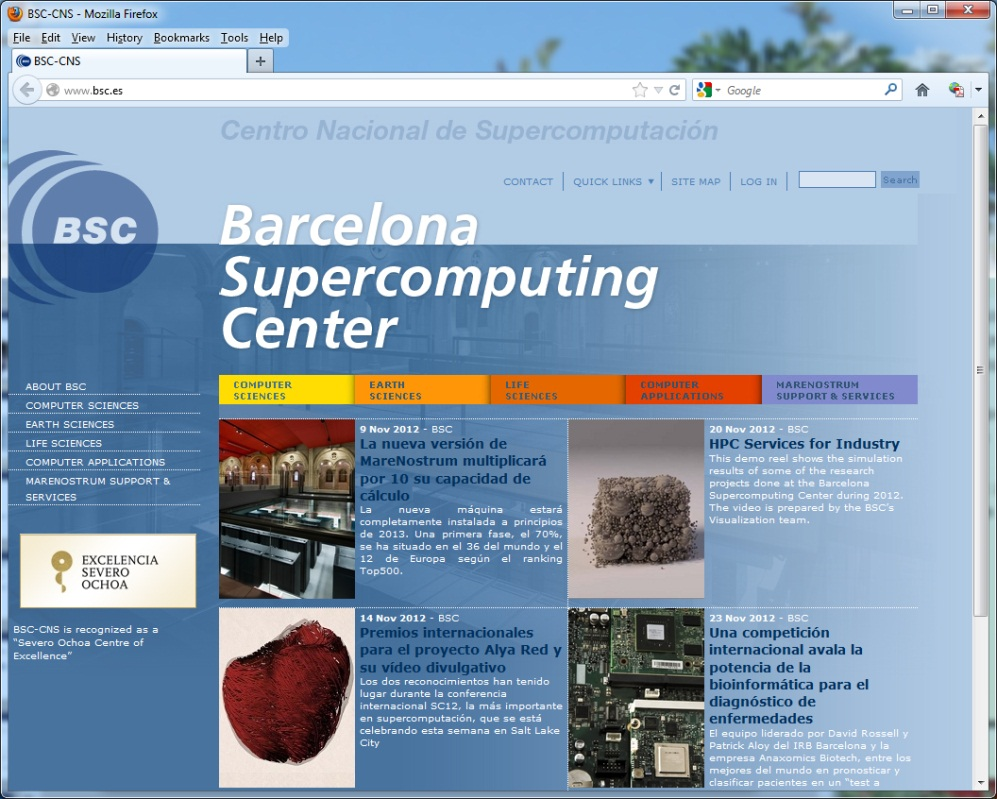 BSC-CNS - Mozilla Firefox
File Edit View History Bookmarks Tools Help
BSC-CNS
www.bsc.es
Google
Centro Nacional de Supercomputación
CONTACT
QUICK LINKS
SITE MAP
LOG IN
Search
BSC
Barcelona
Supercomputing
Center
ABOUT BSC
COMPUTER SCIENCES
EARTH SCIENCES
LIFE SCIENCES
COMPUTER APPLICATIONS
MARENOSTRUM SUPPORT &
SERVICES
EXCELENCIA
SEVERO
OCHOA
BSC-CNS is recognized as a
"Severo Ochoa Centre of
Excellence"
COMPUTER
SCIENCES
EARTH
SCIENCES
LIFE
SCIENCES
COMPUTER
APPLICATIONS
MARENOSTRUM
SUPPORT & SERVICES
9 Nov 2012 - BSC
La nueva versión de
MareNostrum multiplicará
por 10 su capacidad de
cálculo
La nueva máquina estará
completamente instalada a principios
de 2013. Una primera fase, el 70%,
se ha situado en el 36 del mundo y el
12 de Europa según el ranking
Top500.
20 Nov 2012 - BSC
HPC Services for Industry
This demo reel shows the simulation
results of some of the research
projects done at the Barcelona
Supercomputing Center during 2012.
The video is prepared by the BSC's
Visualization team.
14 Nov 2012 - BSC
Premios internacionales
para el proyecto Alya Red y
su vídeo divulgativo
Los dos reconocimientos han tenido
lugar durante la conferencia
internacional SC12, la más importante
en supercomputación, que se está
celebrando esta semana en Salt Lake
City
23 Nov 2012 - BSC
Una competición
internacional avala la
potencia de la
bioinformática para el
diagnóstico de
enfermedades
El equipo liderado por David Rossell y
Patrick Aloy del IRB Barcelona y la
empresa Anaxomics Biotech, entre los
mejores del mundo en pronosticar y
clasificar pacientes en un "test a